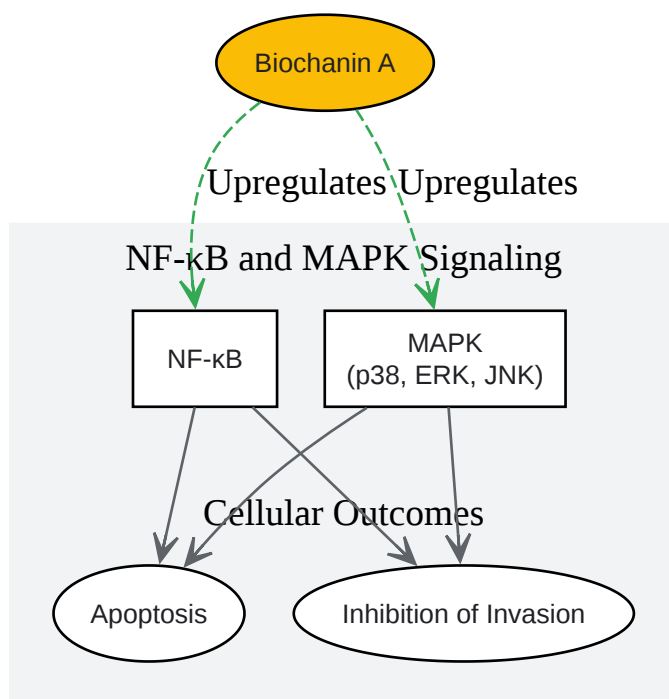 Biochanin A
Upregulates Upregulates
NF-κB and MAPK Signaling
NF-κB
MAPK
(p38, ERK, JNK)
Cellular Outcomes
Apoptosis
Inhibition of Invasion